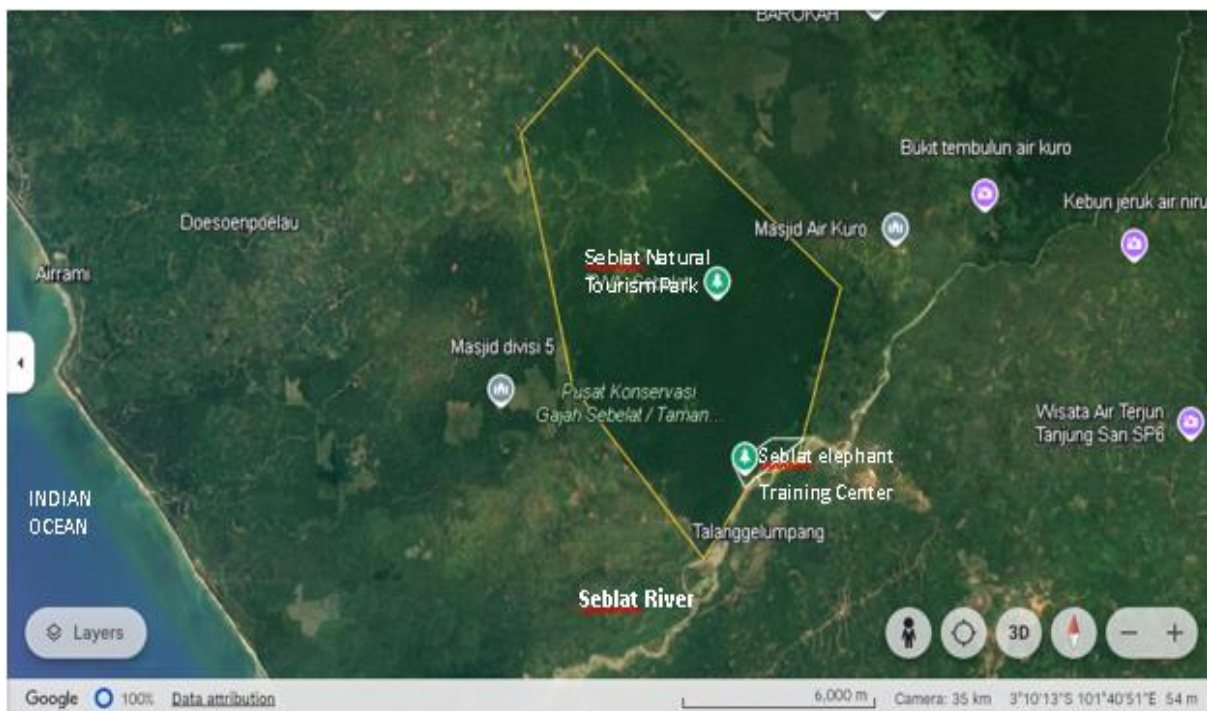 BAROKAH
Bukit tembulun air kuro
Kebun jeruk air niru
Doesoenpoelau
Masjid Air Kuro
Airrami
Seblat Natural
Tourism Park
Masjid divisi 5
Pusat Konservasi
Gajah Sebelat / Taman...
Wisata Air Terjun
Tanjung Sari SP6
Seblat elephant
Training Center
INDIAN
OCEAN
Talanggelumpang
Seblat River
Layers
3D
Google 100% Data attribution 6,000 m Camera: 35 km 3°10'13"S 101°40'51"E 54 m